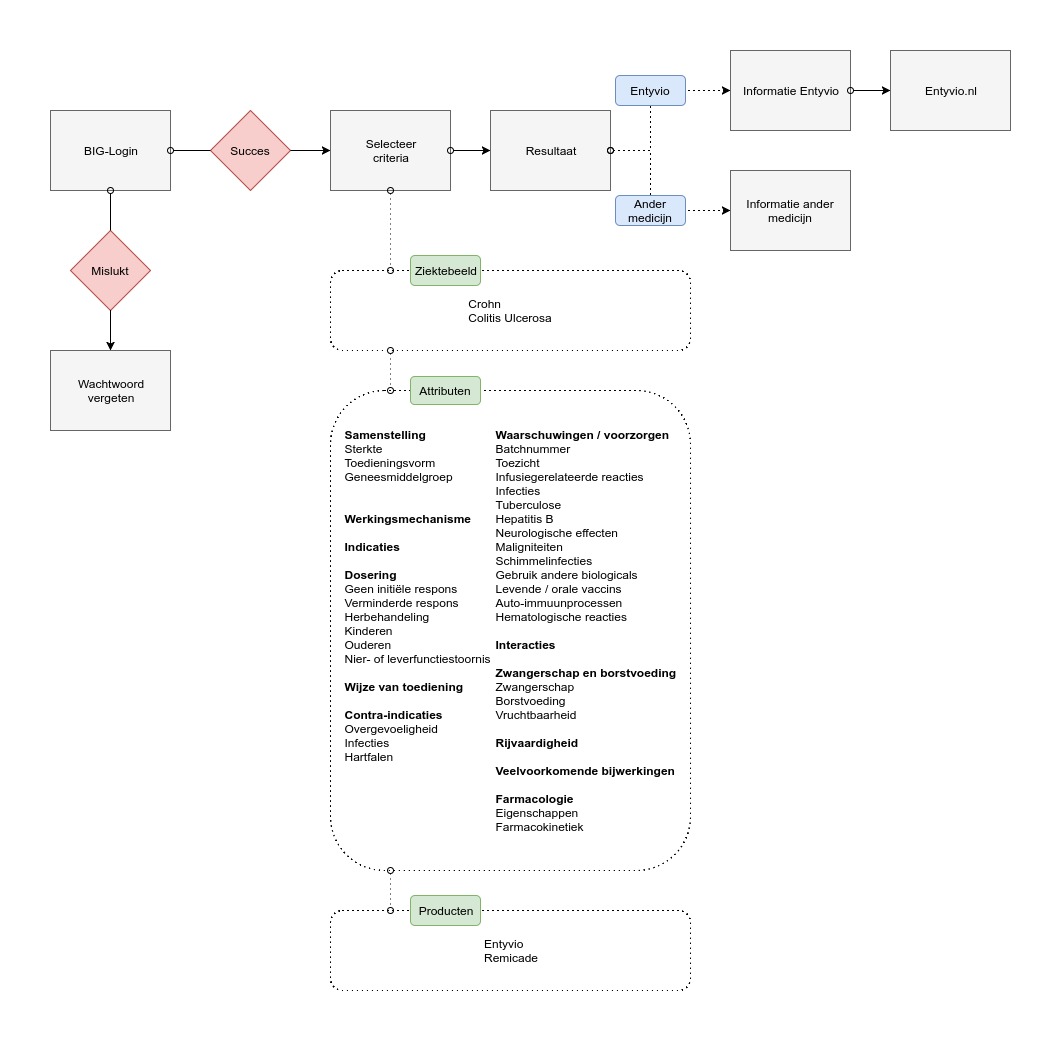 BIG-Login
Succes
Selecteer
criteria
Resultaat
Entyvio
Informatie Entyvio
Entyvio.nl
Ander
medicijn
Informatie ander
medicijn
Mislukt
Wachtwoord
vergeten
Ziektebeeld
Crohn
Colitis Ulcerosa
Attributen
Samenstelling
Sterkte
Toedieningsvorm
Geneesmiddelgroep
Werkingsmechanisme
Indicaties
Dosering
Geen initiële respons
Verminderde respons
Herbehandeling
Kinderen
Ouderen
Nier- of leverfunctiestoornis
Wijze van toediening
Contra-indicaties
Overgevoeligheid
Infecties
Hartfalen
Waarschuwingen / voorzorgen
Batchnummer
Toezicht
Infusiegerelateerde reacties
Infecties
Tuberculose
Hepatitis B
Neurologische effecten
Maligniteiten
Schimmelinfecties
Gebruik andere biologicals
Levende / orale vaccins
Auto-immuunprocessen
Hematologische reacties
Interacties
Zwangerschap en borstvoeding
Zwangerschap
Borstvoeding
Vruchtbaarheid
Rijvaardigheid
Veelvoorkomende bijwerkingen
Farmacologie
Eigenschappen
Farmacokinetiek
Producten
Entyvio
Remicade